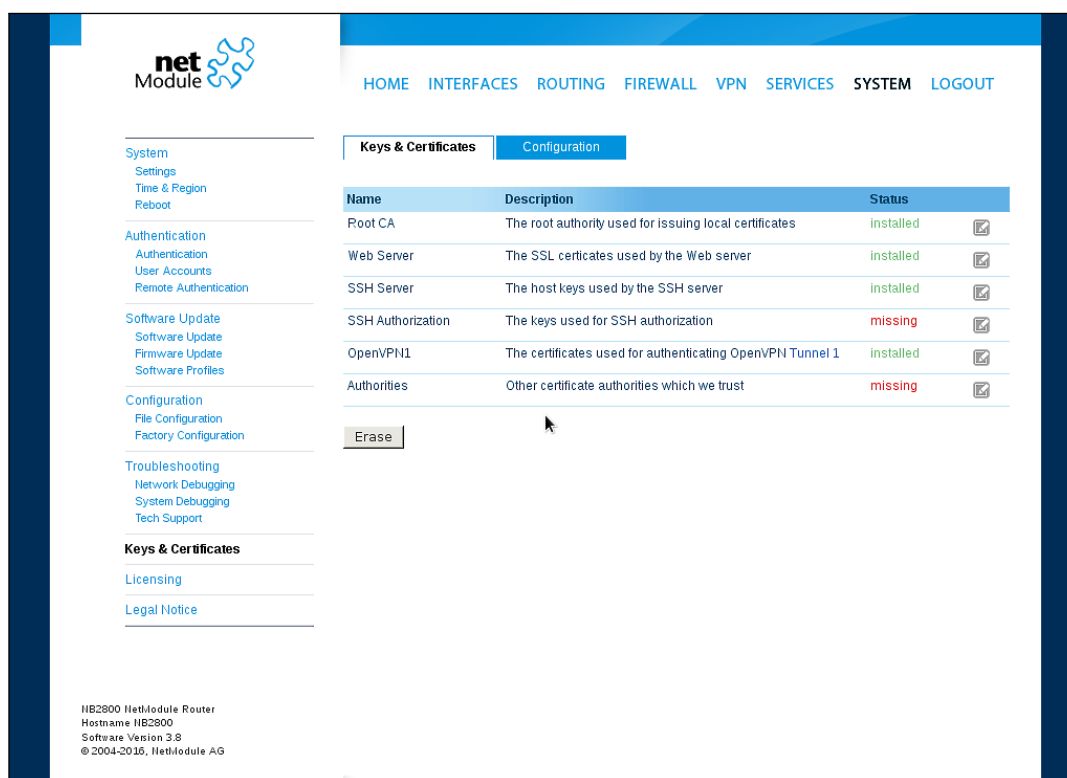 net
Module
HOME INTERFACES ROUTING FIREWALL VPN SERVICES SYSTEM LOGOUT
System
Settings
Time & Region
Reboot
Authentication
Authentication
User Accounts
Remote Authentication
Software Update
Software Update
Firmware Update
Software Profiles
Configuration
File Configuration
Factory Configuration
Troubleshooting
Network Debugging
System Debugging
Tech Support
Keys & Certificates
Licensing
Legal Notice
Keys & Certificates Configuration
Name Description Status
Root CA The root authority used for issuing local certificates installed
Web Server The SSL certicates used by the Web server installed
SSH Server The host keys used by the SSH server installed
SSH Authorization The keys used for SSH authorization missing
OpenVPN1 The certificates used for authenticating OpenVPN Tunnel 1 installed
Authorities Other certificate authorities which we trust missing
Erase
NB2800 NetModule Router
Hostname NB2800
Software Version 3.8
© 2004-2016, NetModule AG